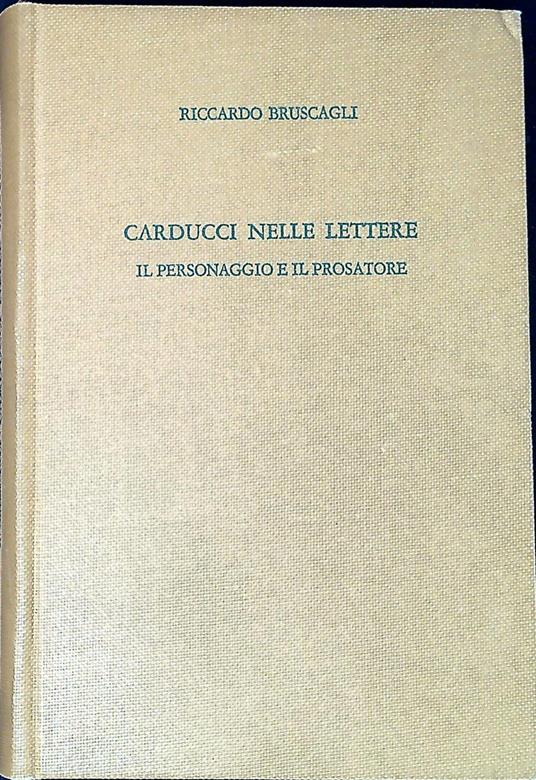 RICCARDO BRUSCAGLI
CARDUCCI NELLE LETTERE
IL PERSONAGGIO E IL PROSATORE